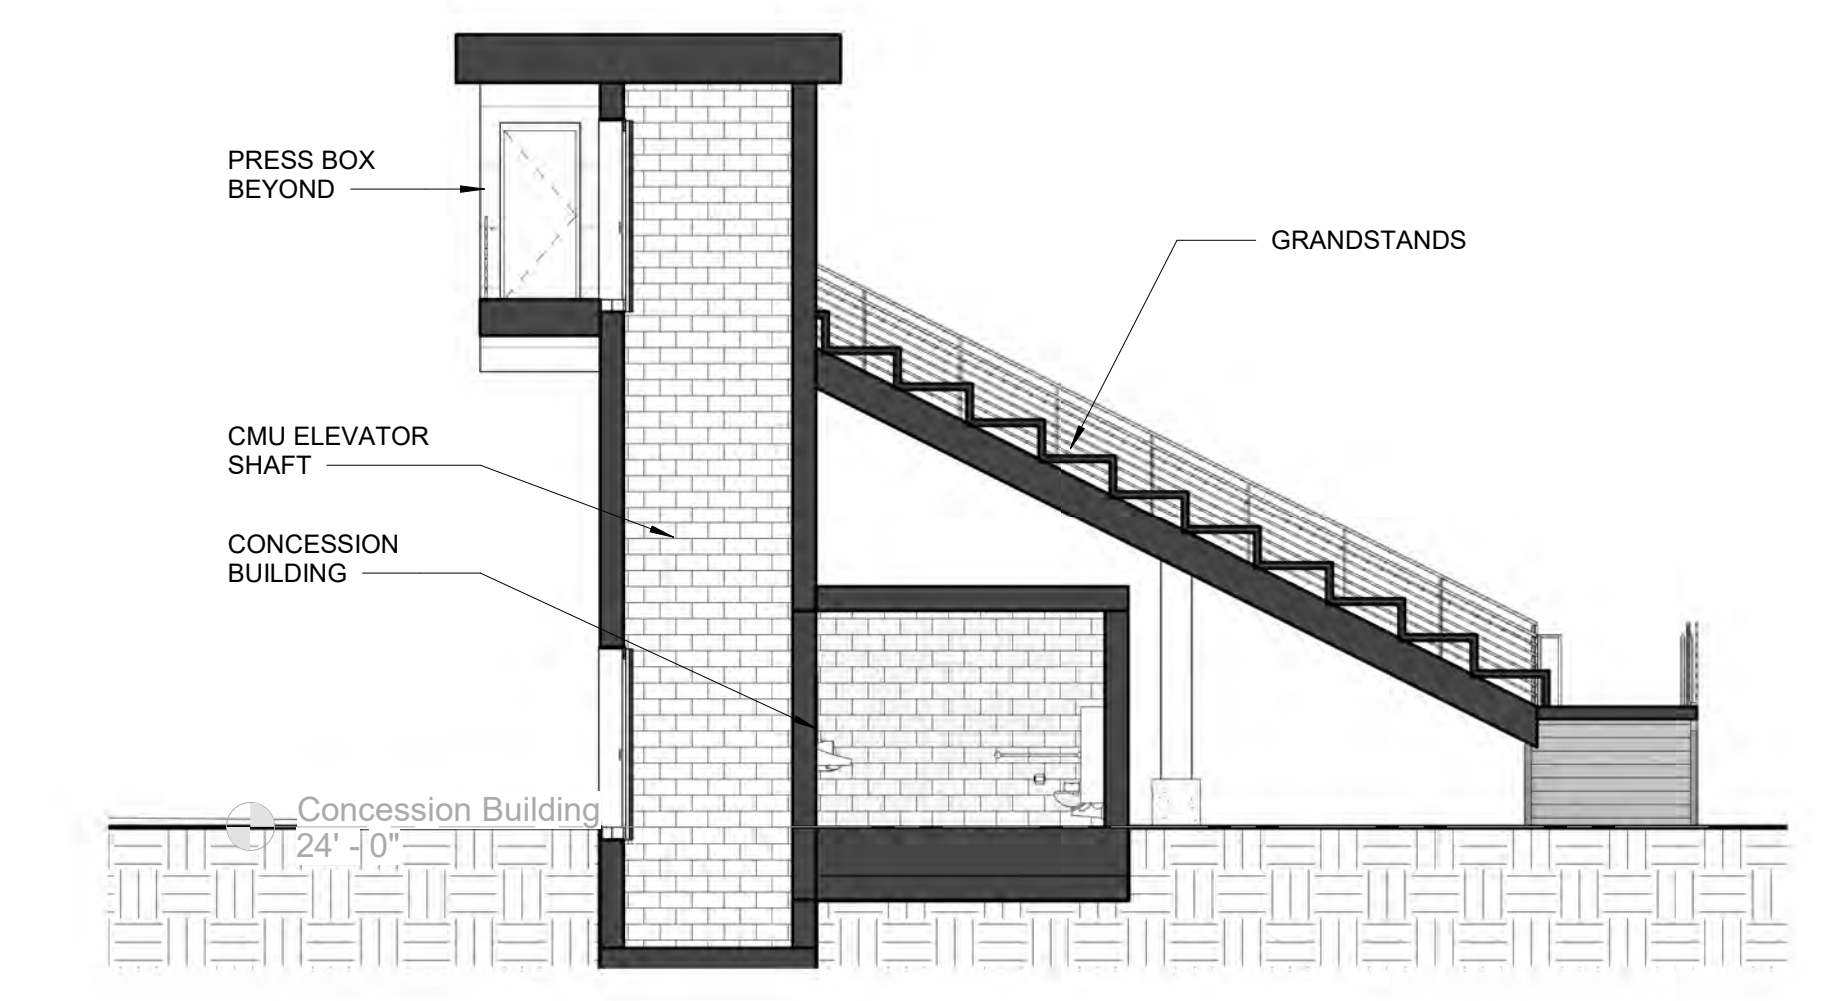 PRESS BOX
BEYOND
GRANDSTANDS
CMU ELEVATOR
SHAFT
CONCESSION
BUILDING
Concession Building
24' - 0"